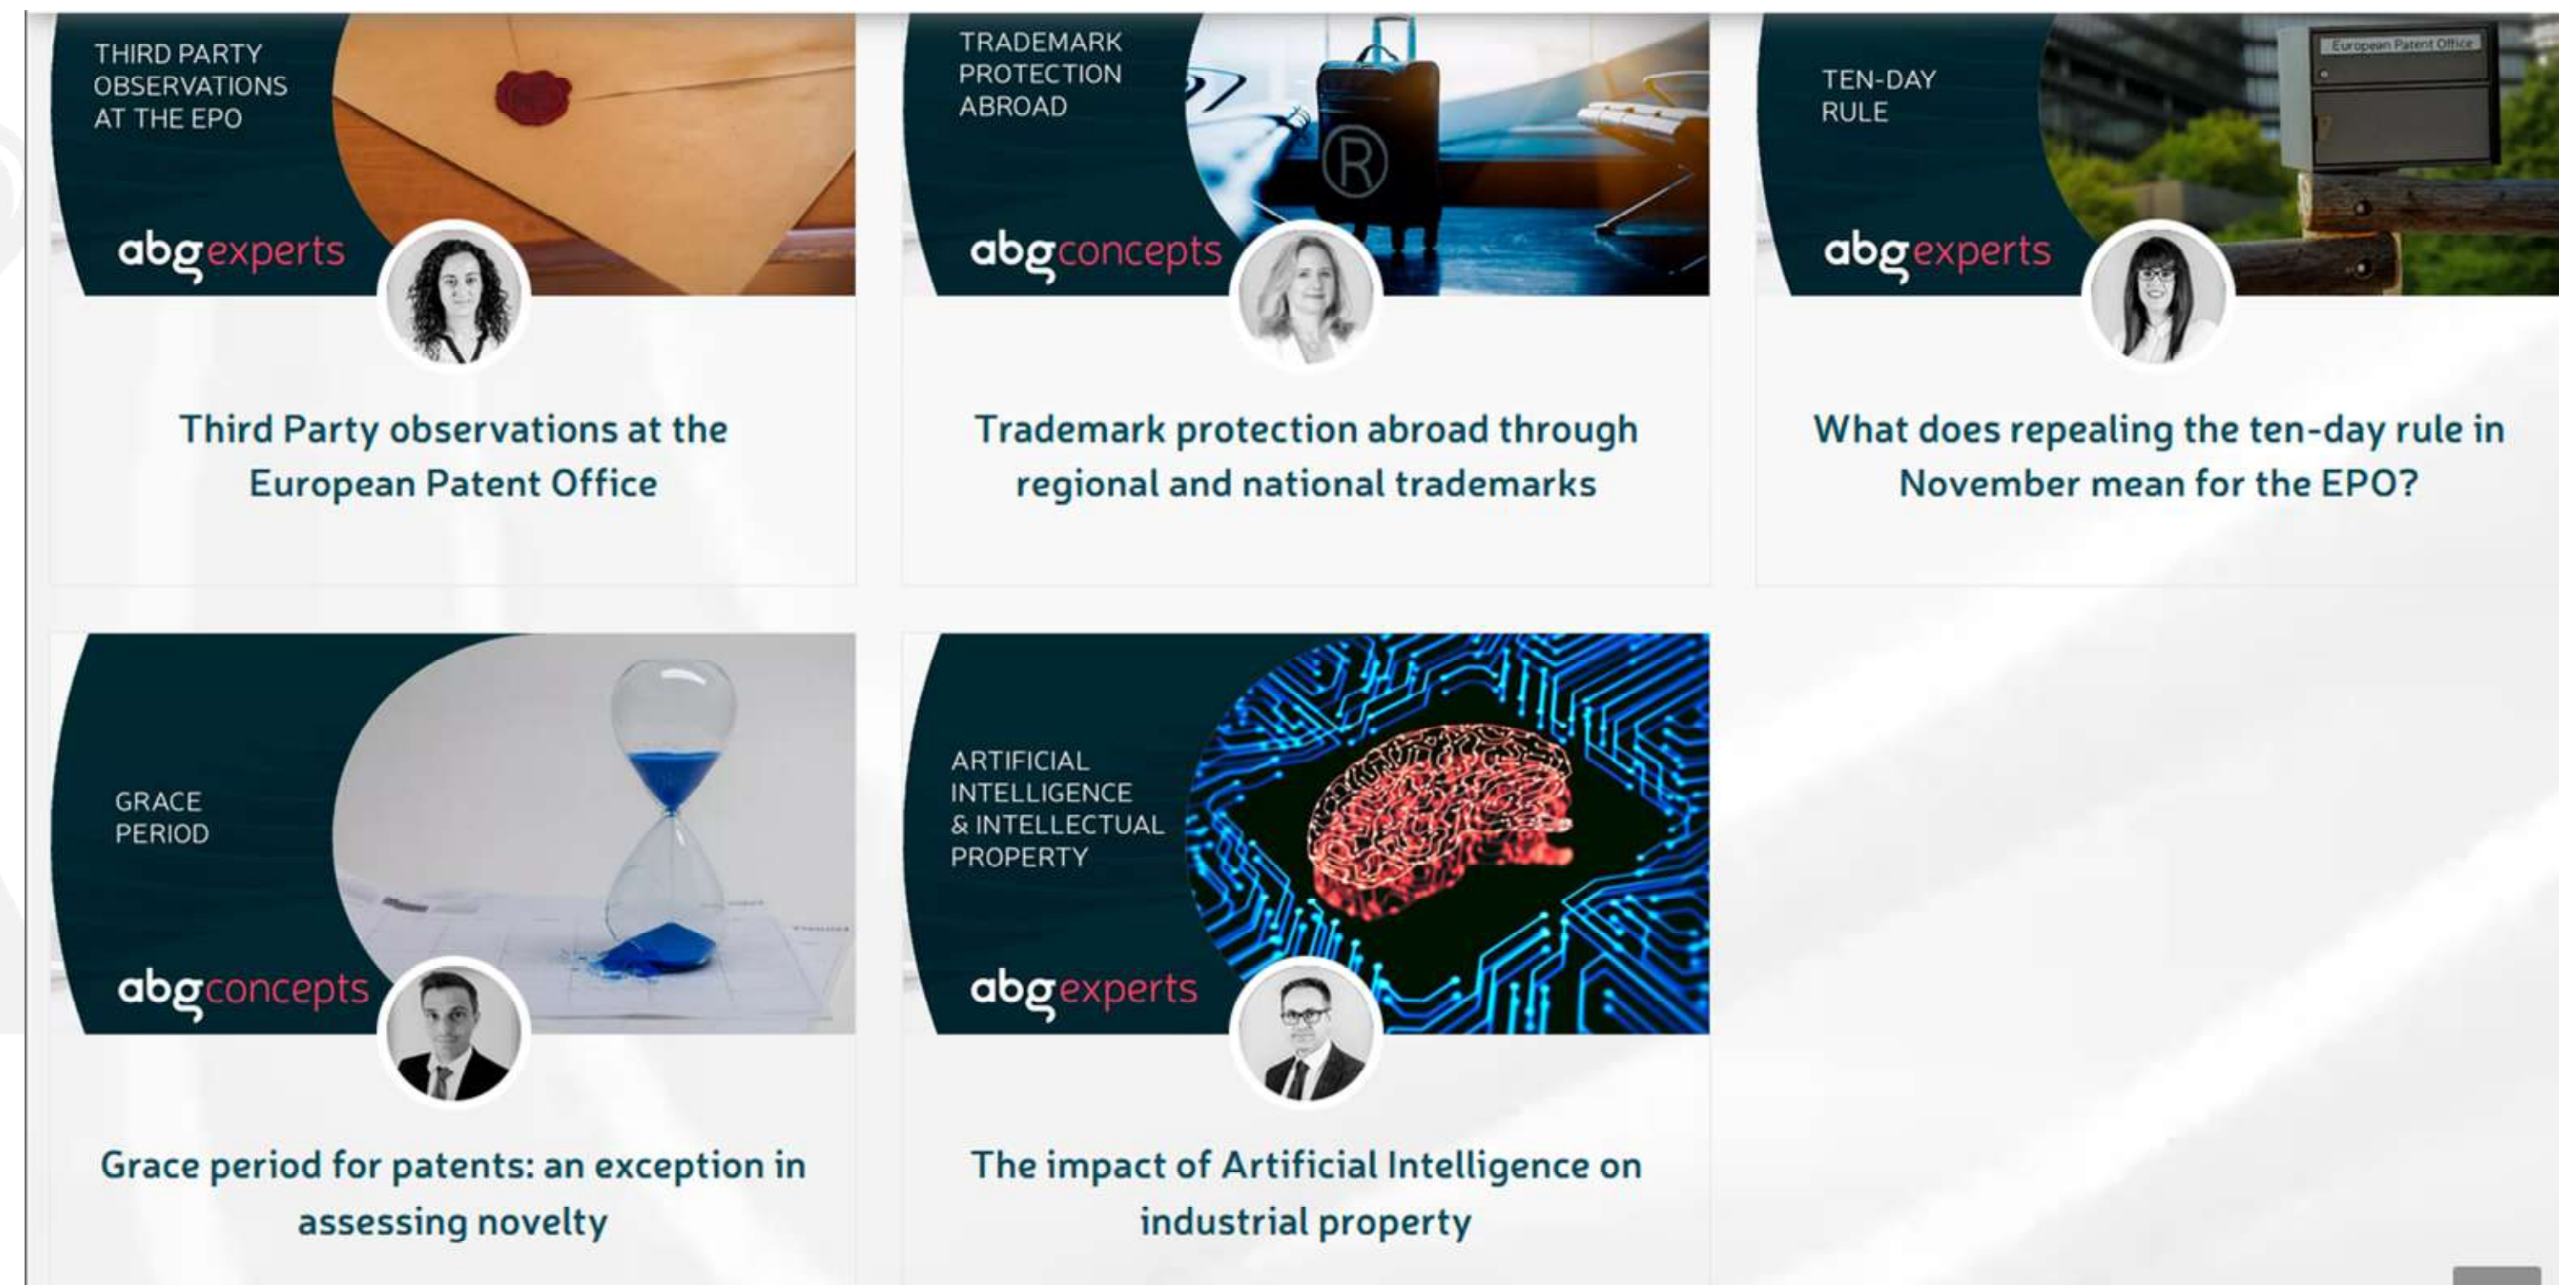 THIRD PARTY
OBSERVATIONS
AT THE EPO
abgexperts
Third Party observations at the
European Patent Office
TRADEMARK
PROTECTION
ABROAD
®
abgconcepts
Trademark protection abroad through
regional and national trademarks
TEN-DAY
RULE
European Patent Office
abgexperts
What does repealing the ten-day rule in
November mean for the EPO?
GRACE
PERIOD
abgconcepts
Grace period for patents: an exception in
assessing novelty
ARTIFICIAL
INTELLIGENCE
& INTELLECTUAL
PROPERTY
abgexperts
The impact of Artificial Intelligence on
industrial property